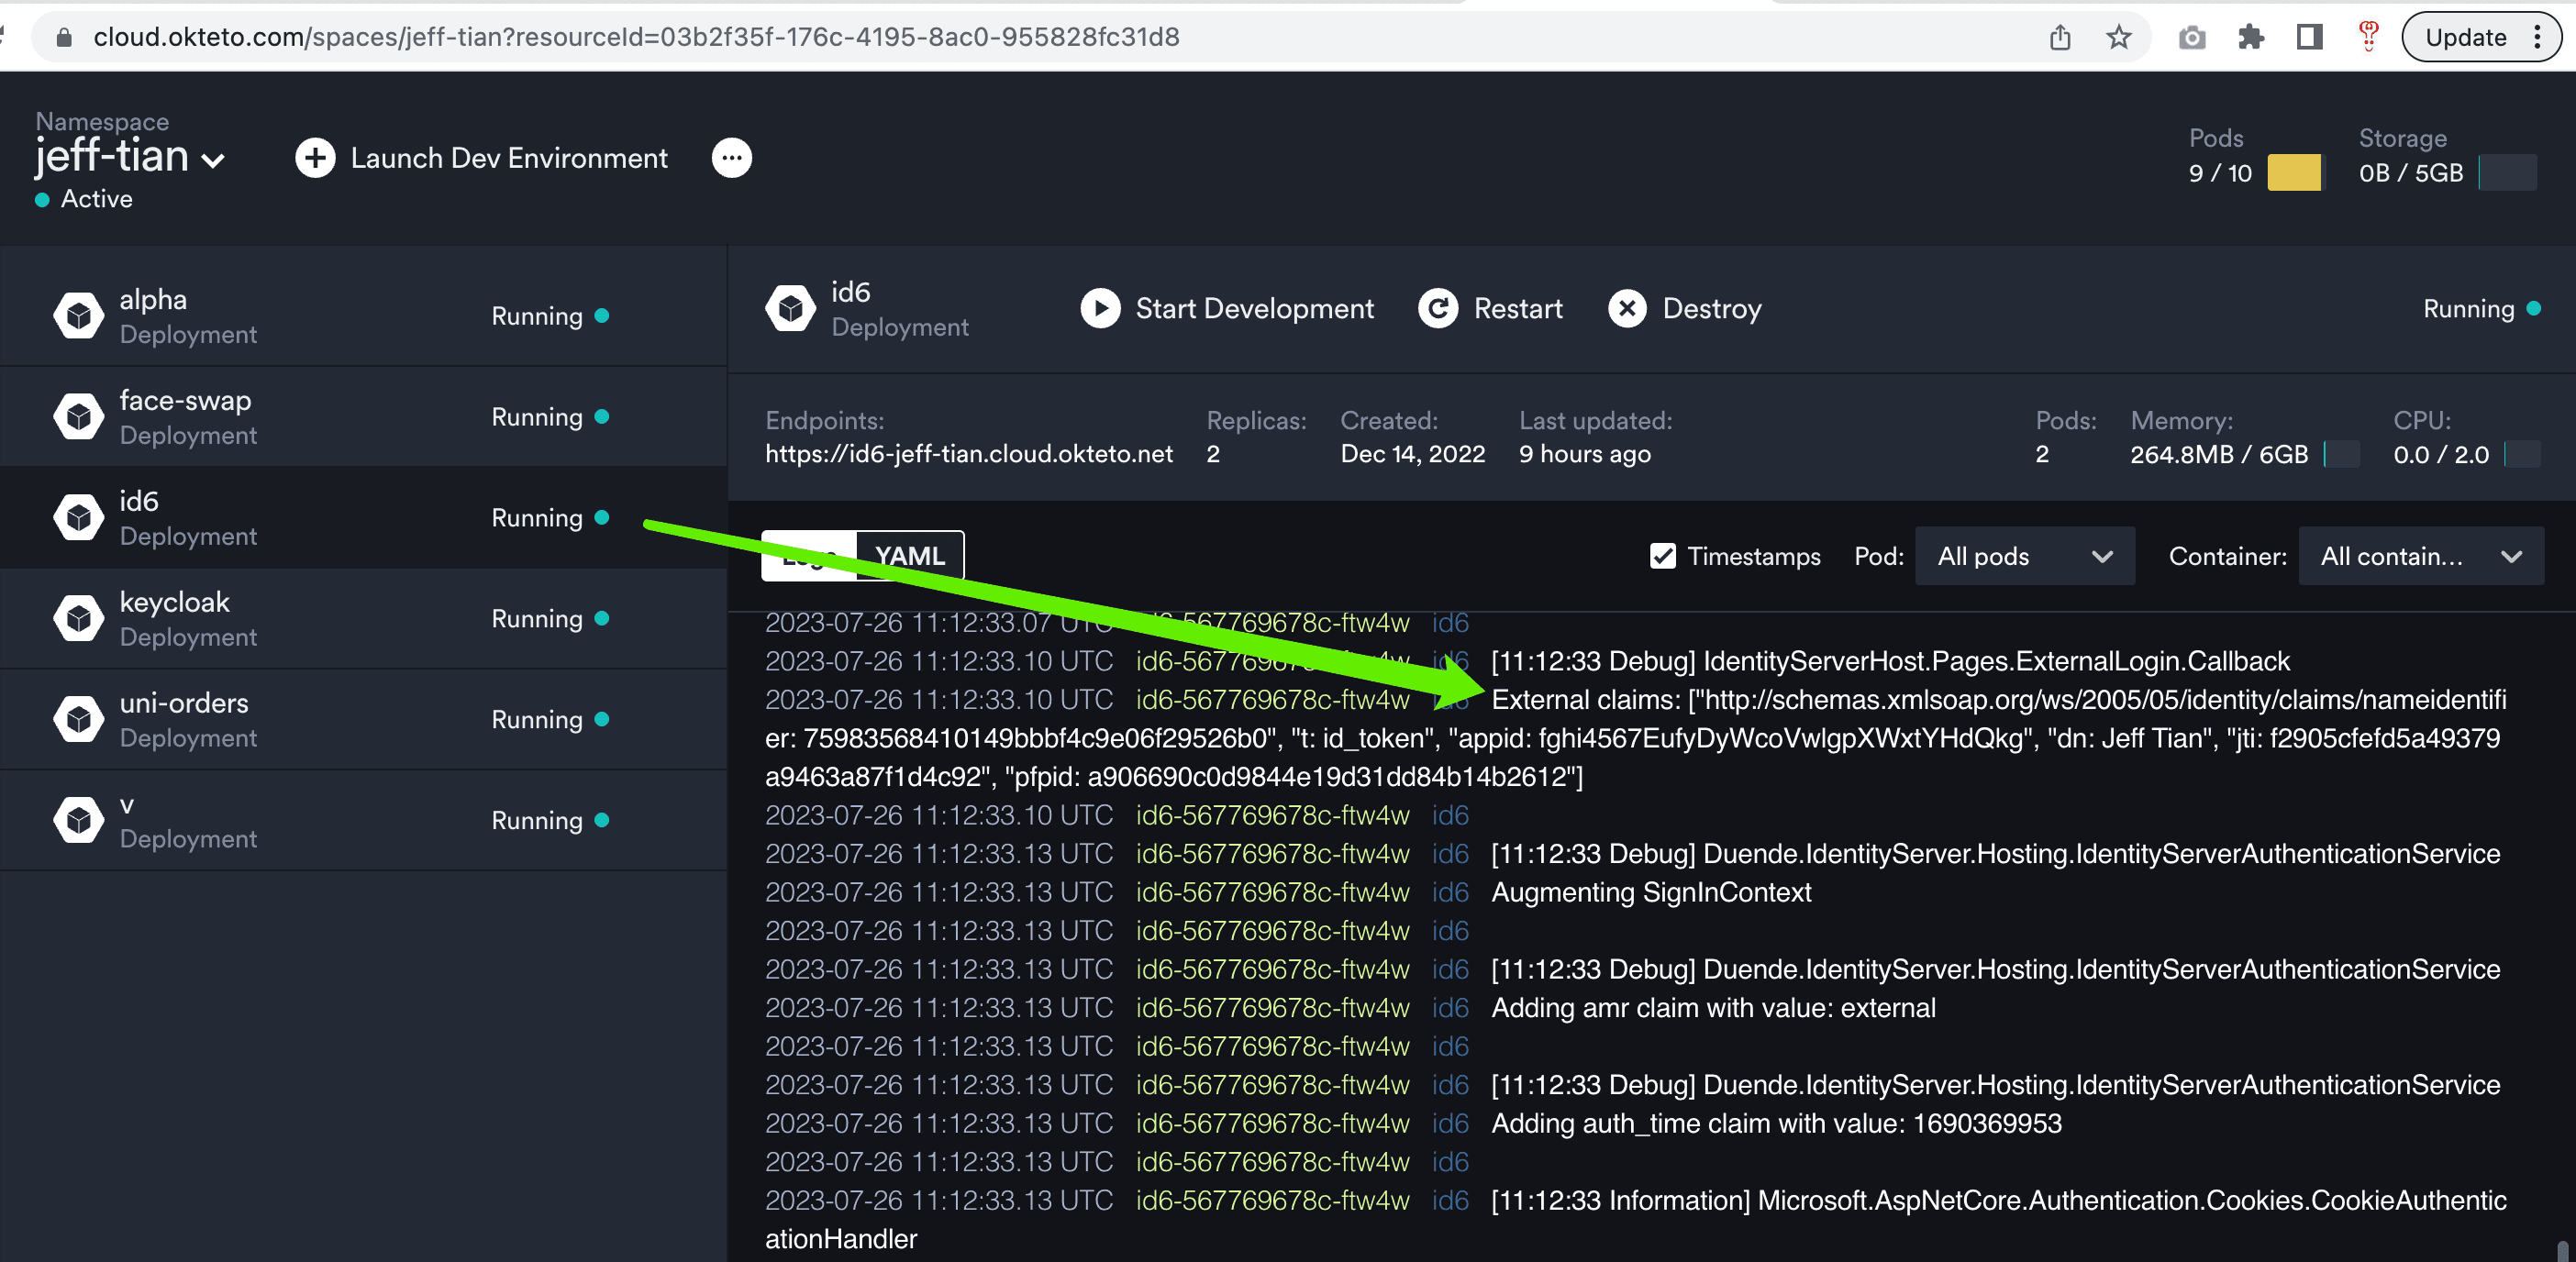 cloud.okteto.com/spaces/jeff-tian?resourceId=03b2f35f-176c-4195-8ac0-955828fc31d8
Update
Namespace
jeff-tian
Active
Launch Dev Environment
Pods
9 / 10
Storage
0B / 5GB
alpha
Deployment
Running
face-swap
Deployment
Running
id6
Deployment
Running
keycloak
Deployment
Running
uni-orders
Deployment
Running
v
Deployment
Running
id6
Deployment
Start Development
Restart
Destroy
Running
Endpoints:
https://id6-jeff-tian.cloud.okteto.net
Replicas:
2
Created:
Dec 14, 2022
Last updated:
9 hours ago
Pods:
2
Memory:
264.8MB / 6GB
CPU:
0.0 / 2.0
YAML
Timestamps
Pod:
All pods
Container:
All contain...
2023-07-26 11:12:33.07 UTC id6-567769678c-ftw4w id6
2023-07-26 11:12:33.10 UTC id6-567769678c-ftw4w id6 [11:12:33 Debug] IdentityServerHost.Pages.ExternalLogin.Callback
2023-07-26 11:12:33.10 UTC id6-567769678c-ftw4w id6 External claims: ["http://schemas.xmlsoap.org/ws/2005/05/identity/claims/nameidentifi
er: 75983568410149bbbf4c9e06f29526b0", "t: id_token", "appid: fghi4567EufyDyWcoVwlgpXWxtYHdQkg", "dn: Jeff Tian", "jti: f2905cfefd5a49379
a9463a87f1d4c92", "pfpid: a906690c0d9844e19d31dd84b14b2612"]
2023-07-26 11:12:33.10 UTC id6-567769678c-ftw4w id6
2023-07-26 11:12:33.13 UTC id6-567769678c-ftw4w id6 [11:12:33 Debug] Duende.IdentityServer.Hosting.IdentityServerAuthenticationService
2023-07-26 11:12:33.13 UTC id6-567769678c-ftw4w id6 Augmenting SignInContext
2023-07-26 11:12:33.13 UTC id6-567769678c-ftw4w id6
2023-07-26 11:12:33.13 UTC id6-567769678c-ftw4w id6 [11:12:33 Debug] Duende.IdentityServer.Hosting.IdentityServerAuthenticationService
2023-07-26 11:12:33.13 UTC id6-567769678c-ftw4w id6 Adding amr claim with value: external
2023-07-26 11:12:33.13 UTC id6-567769678c-ftw4w id6
2023-07-26 11:12:33.13 UTC id6-567769678c-ftw4w id6 [11:12:33 Debug] Duende.IdentityServer.Hosting.IdentityServerAuthenticationService
2023-07-26 11:12:33.13 UTC id6-567769678c-ftw4w id6 Adding auth_time claim with value: 1690369953
2023-07-26 11:12:33.13 UTC id6-567769678c-ftw4w id6
2023-07-26 11:12:33.13 UTC id6-567769678c-ftw4w id6 [11:12:33 Information] Microsoft.AspNetCore.Authentication.Cookies.CookieAuthentic
ationHandler